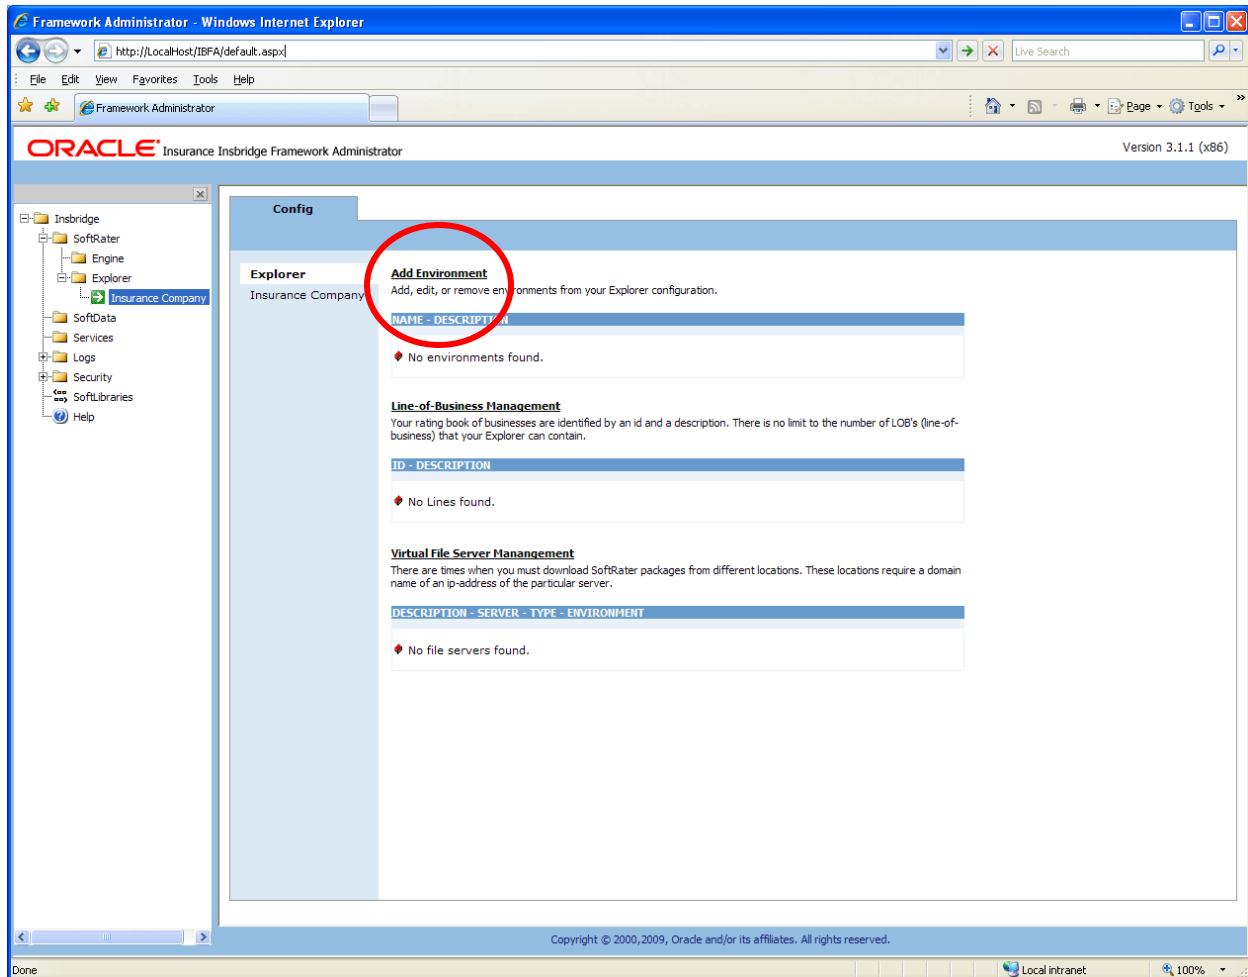 Framework Administrator - Windows Internet Explorer
http://LocalHost/IBFA/default.aspx
Live Search
File Edit View Favorites Tools Help
Framework Administrator
Page Tools »
ORACLE Insurance Insbridge Framework Administrator
Version 3.1.1 (x86)
Insbridge
SoftRater
Engine
Explorer
Insurance Company
SoftData
Services
Logs
Security
SoftLibraries
Help
Config
Explorer
Insurance Company
Add Environment
Add, edit, or remove environments from your Explorer configuration.
NAME - DESCRIPTION
No environments found.
Line-of-Business Management
Your rating book of businesses are identified by an id and a description. There is no limit to the number of LOB's (line-of-
business) that your Explorer can contain.
ID - DESCRIPTION
No Lines found.
Virtual File Server Manangement
There are times when you must download SoftRater packages from different locations. These locations require a domain
name of an ip-address of the particular server.
DESCRIPTION - SERVER - TYPE - ENVIRONMENT
No file servers found.
Copyright © 2000,2009, Oracle and/or its affiliates. All rights reserved.
Done
Local intranet
100%